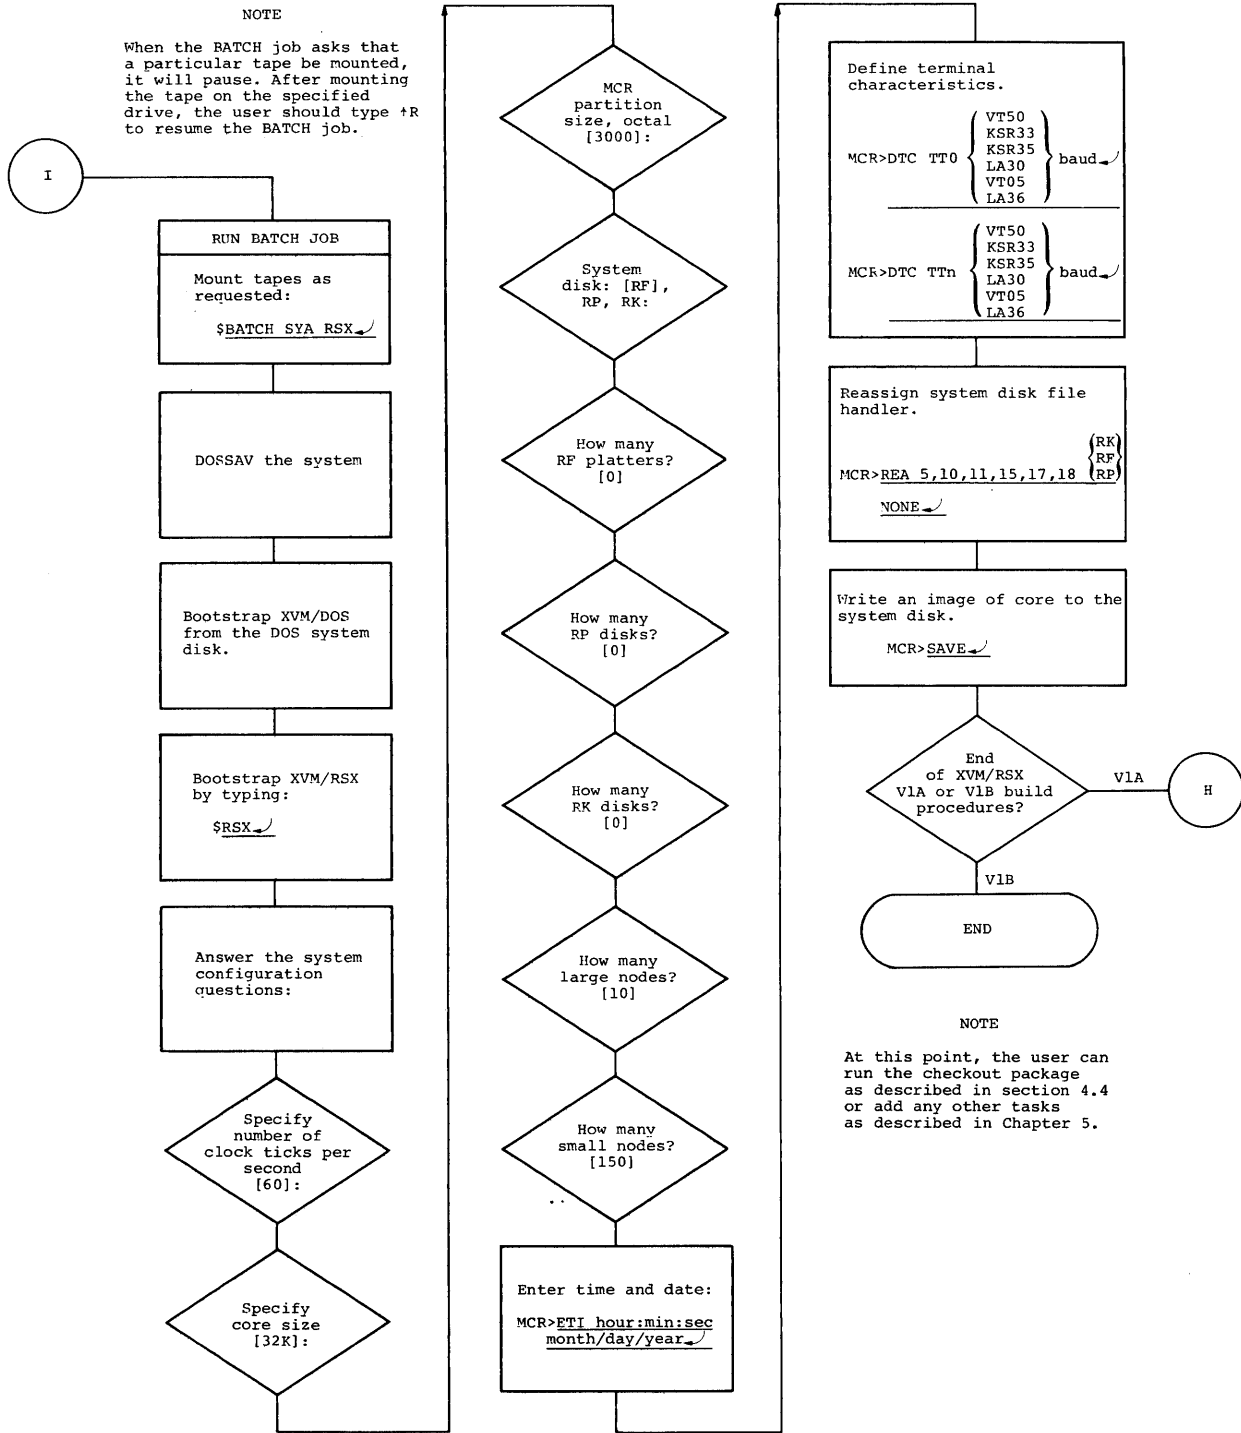 NOTE
When the BATCH job asks that
a particular tape be mounted,
it will pause. After mounting
the tape on the specified
drive, the user should type ↑R
to resume the BATCH job.
I
RUN BATCH JOB
Mount tapes as
requested:
$BATCH SYA RSX↲
DOSSAV the system
Bootstrap XVM/DOS
from the DOS system
disk.
Bootstrap XVM/RSX
by typing:
$RSX↲
Answer the system
configuration
questions:
Specify
number of
clock ticks per
second
[60]:
Specify
core size
[32K]:
MCR
partition
size, octal
[3000]:
System
disk: [RF],
RP, RK:
How many
RF platters?
[0]
How many
RP disks?
[0]
How many
RK disks?
[0]
How many
large nodes?
[10]
How many
small nodes?
[150]
Enter time and date:
MCR>ETI hour:min:sec
month/day/year↲
Define terminal
characteristics.
VT50
KSR33
KSR35
MCR>DTC TT0 LA30 baud↲
VT05
LA36
VT50
KSR33
KSR35
MCR>DTC TTn LA30 baud↲
VT05
LA36
Reassign system disk file
handler.
RK
RF
MCR>REA 5,10,11,15,17,18 RP
NONE↲
Write an image of core to the
system disk.
MCR>SAVE↲
End
of XVM/RSX
V1A or V1B build
procedures?
V1A
H
V1B
END
NOTE
At this point, the user can
run the checkout package
as described in section 4.4
or add any other tasks
as described in Chapter 5.